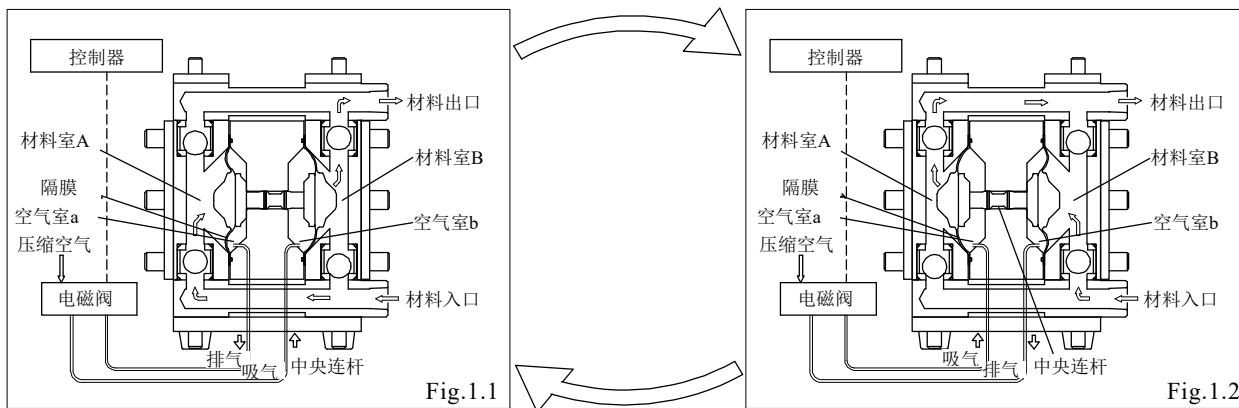 控制器
材料出口
材料室A
材料室B
隔膜
空气室a
空气室b
压缩空气
电磁阀
材料入口
排气
吸气
中央连杆
Fig.1.1
控制器
材料出口
材料室A
材料室B
隔膜
空气室a
空气室b
压缩空气
电磁阀
材料入口
吸气
排气
中央连杆
Fig.1.2